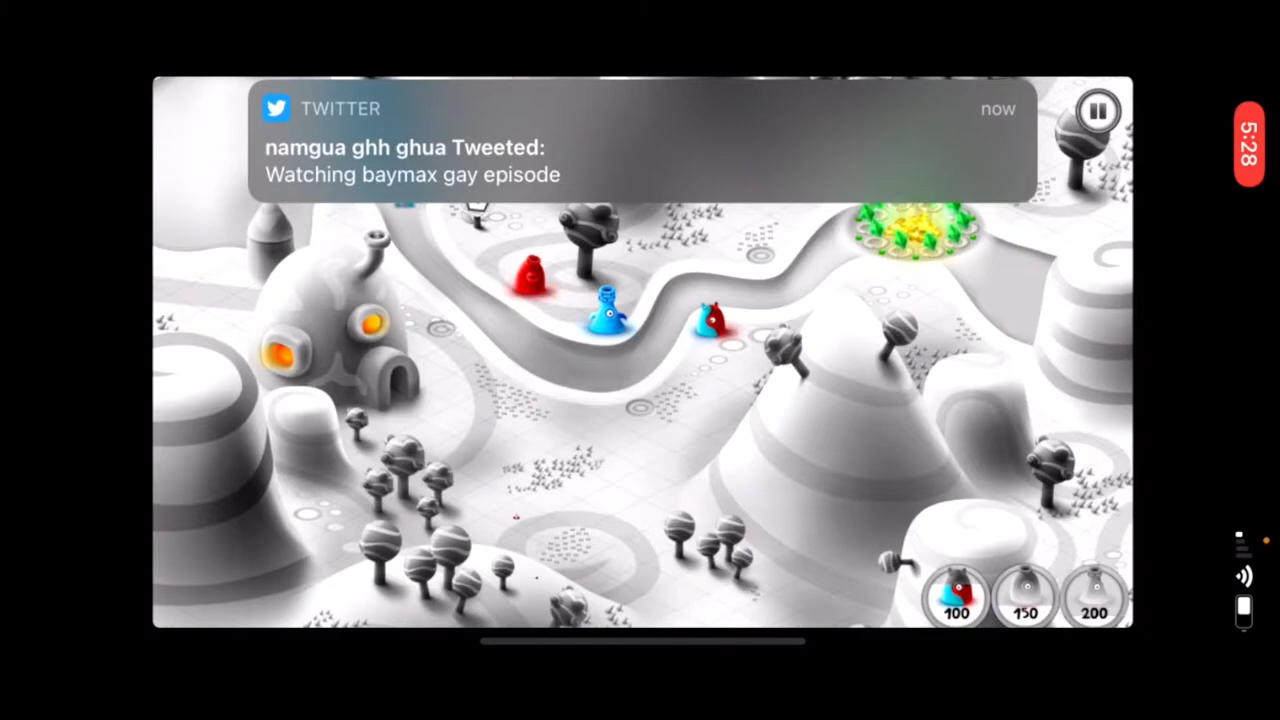 TWITTER
now
namgua ghh ghua Tweeted:
Watching baymax gay episode
5:28
100
150
200